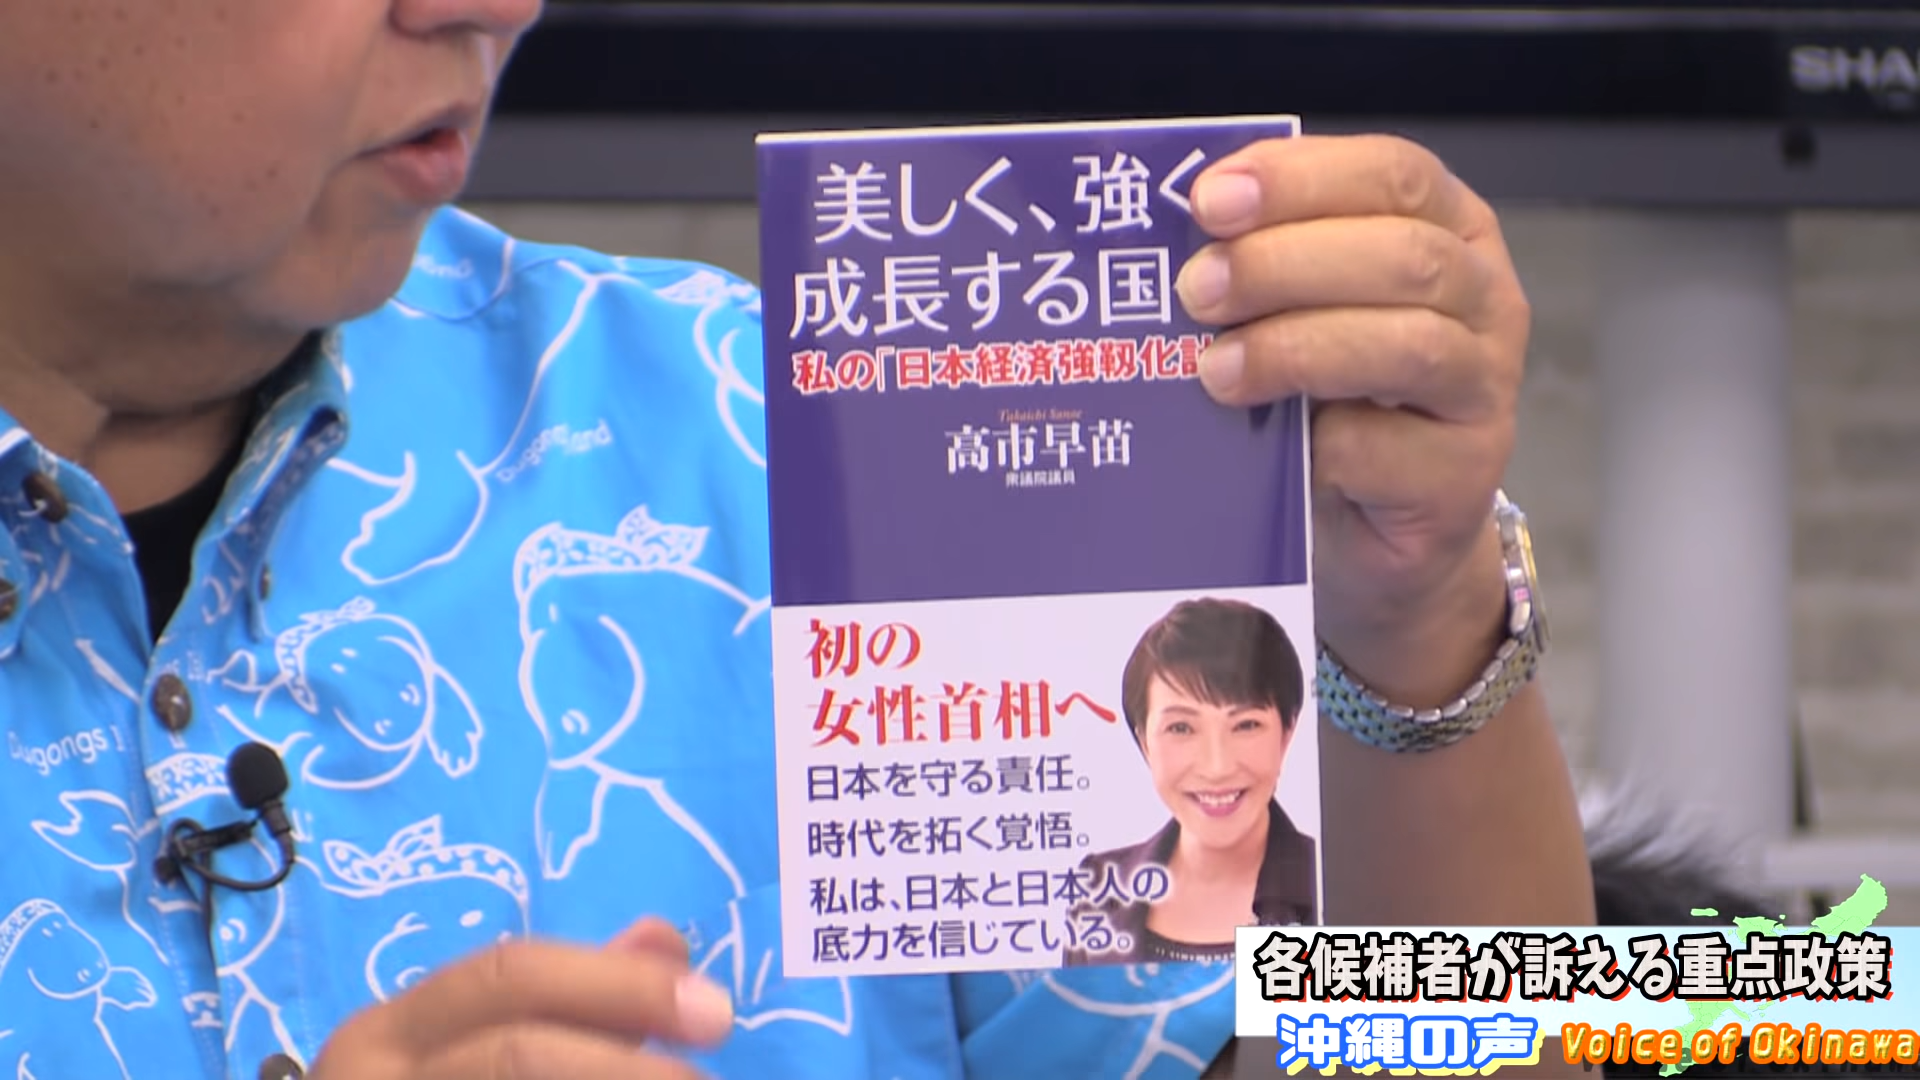 SHA
美しく、強く
成長する国
私の「日本経済強靱化計
Takaichi Sanae
高市早苗
衆議院議員
初の
女性首相へ
日本を守る責任。
時代を拓く覚悟。
私は、日本と日本人の
底力を信じている。
Dugongs Island
Dugongs I
各候補者が訴える重点政策
沖縄の声 Voice of Okinawa